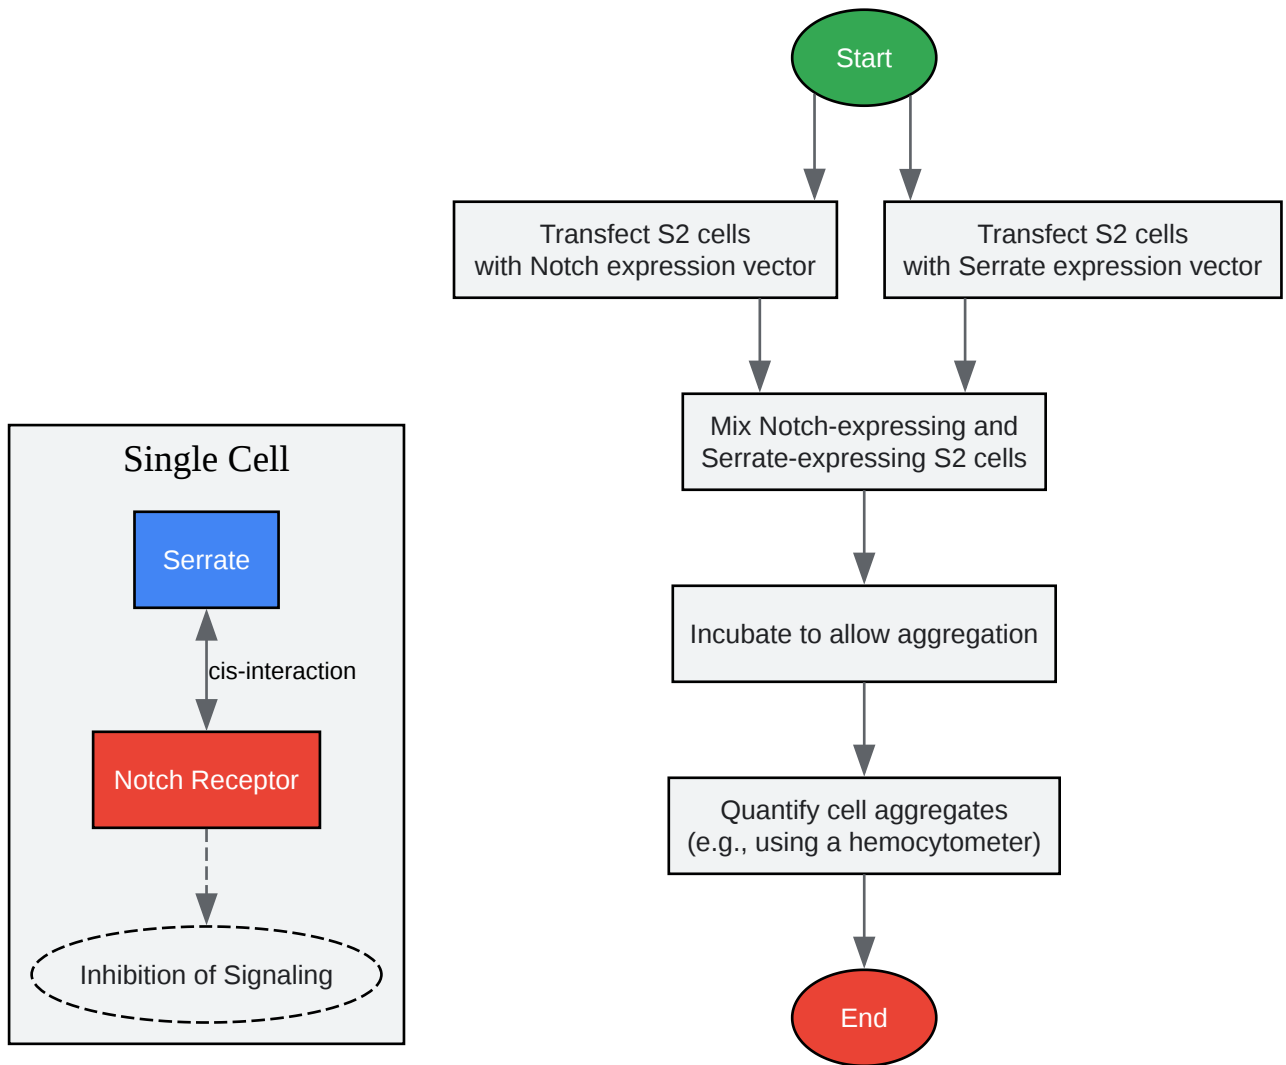 Start
Transfect S2 cells
with Notch expression vector
Transfect S2 cells
with Serrate expression vector
Mix Notch-expressing and
Serrate-expressing S2 cells
Incubate to allow aggregation
Quantify cell aggregates
(e.g., using a hemocytometer)
End
Single Cell
Serrate
cis-interaction
Notch Receptor
Inhibition of Signaling